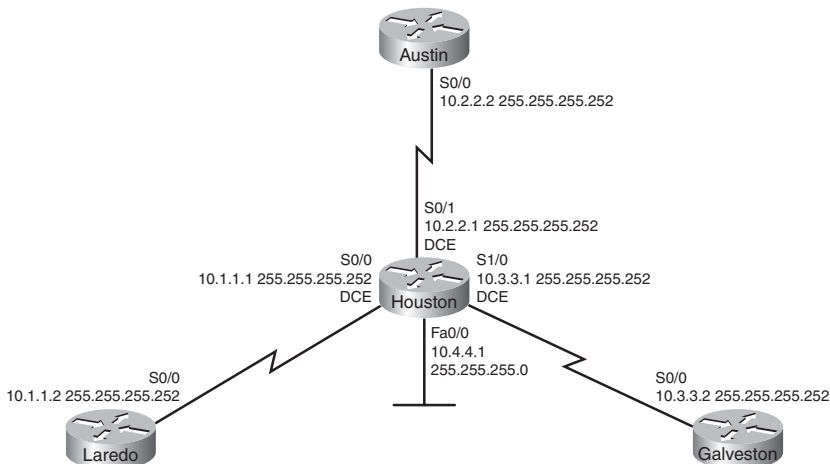 Austin
S0/0
10.2.2.2 255.255.255.252
S0/1
10.2.2.1 255.255.255.252
DCE
S0/0
10.1.1.1 255.255.255.252
DCE
Houston
S1/0
10.3.3.1 255.255.255.252
DCE
Fa0/0
10.4.4.1
255.255.255.0
S0/0
10.1.1.2 255.255.255.252
Laredo
S0/0
10.3.3.2 255.255.255.252
Galveston